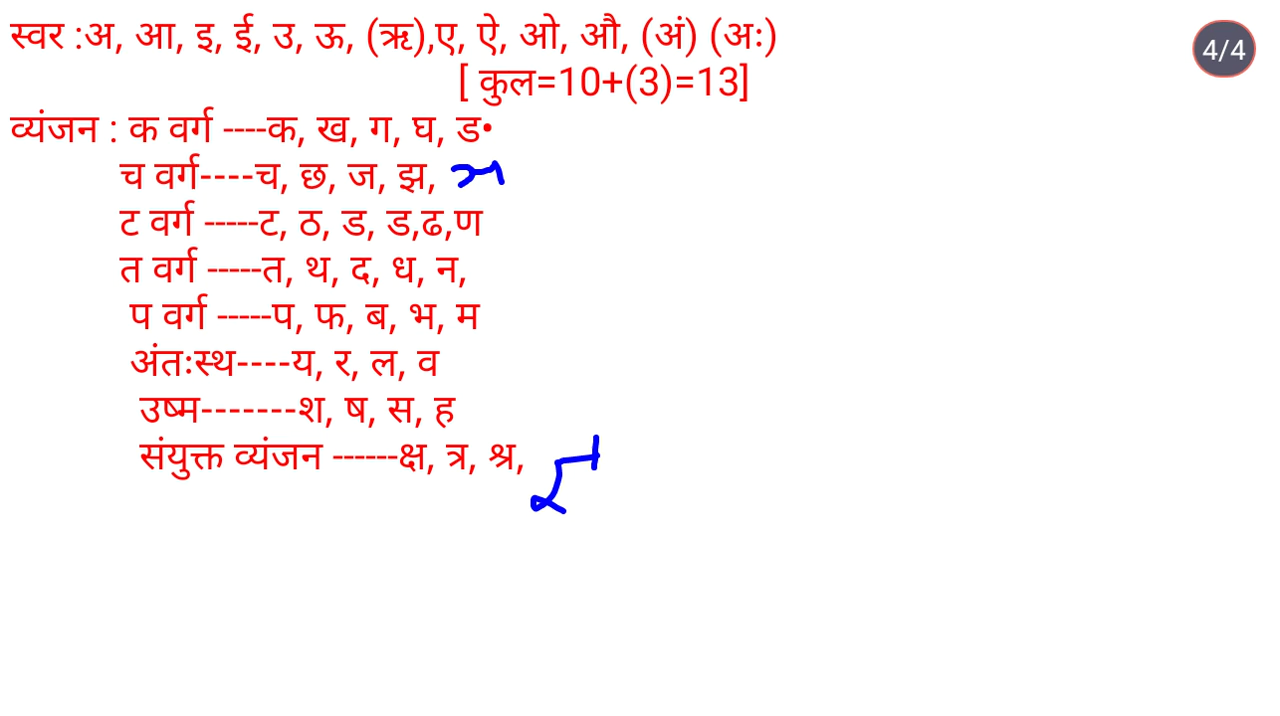 स्वर :अ, आ, इ, ई, उ, ऊ, (ऋ),ए, ऐ, ओ, औ, (अं) (अः)
4/4
[ कुल=10+(3)=13]
व्यंजन : क वर्ग ----क, ख, ग, घ, ड•
च वर्ग----च, छ, ज, झ, ञ
ट वर्ग -----ट, ठ, ड, ड,ढ,ण
त वर्ग -----त, थ, द, ध, न,
प वर्ग -----प, फ, ब, भ, म
अंतःस्थ----य, र, ल, व
उष्म-------श, ष, स, ह
संयुक्त व्यंजन ------क्ष, त्र, श्र,